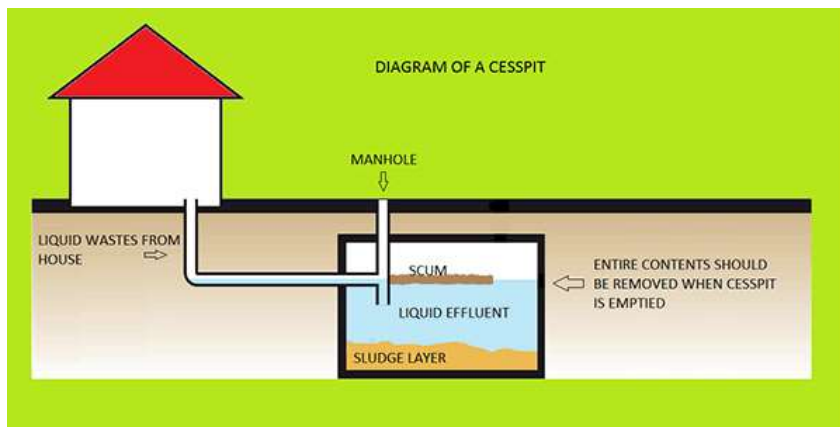 DIAGRAM OF A CESSPIT
MANHOLE
LIQUID WASTES FROM
HOUSE
SCUM
ENTIRE CONTENTS SHOULD
BE REMOVED WHEN CESSPIT
IS EMPTIED
LIQUID EFFLUENT
SLUDGE LAYER